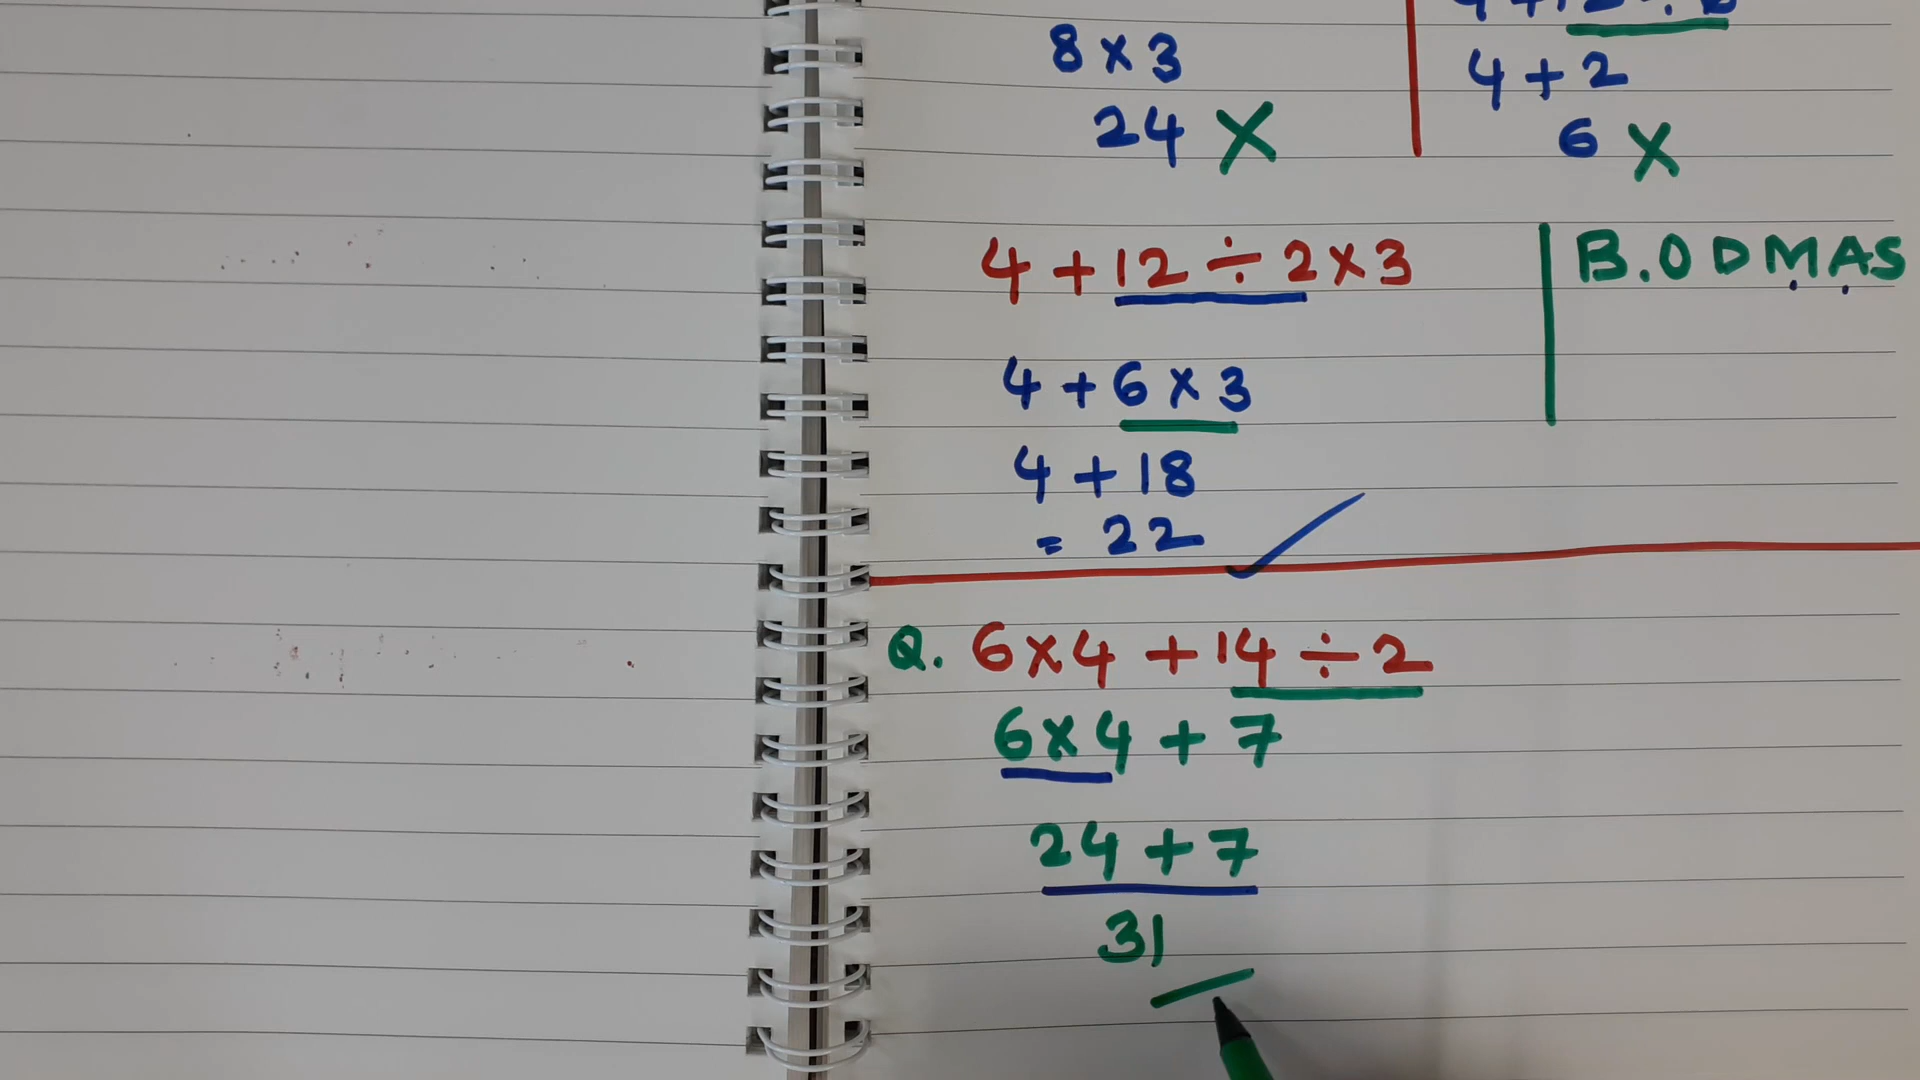 8 × 3
24 X
4 + 2
6 X
4 + 12 ÷ 2 × 3
B.ODMAS
4 + 6 × 3
4 + 18
= 22
Q. 6 × 4 + 14 ÷ 2
6 × 4 + 7
24 + 7
31